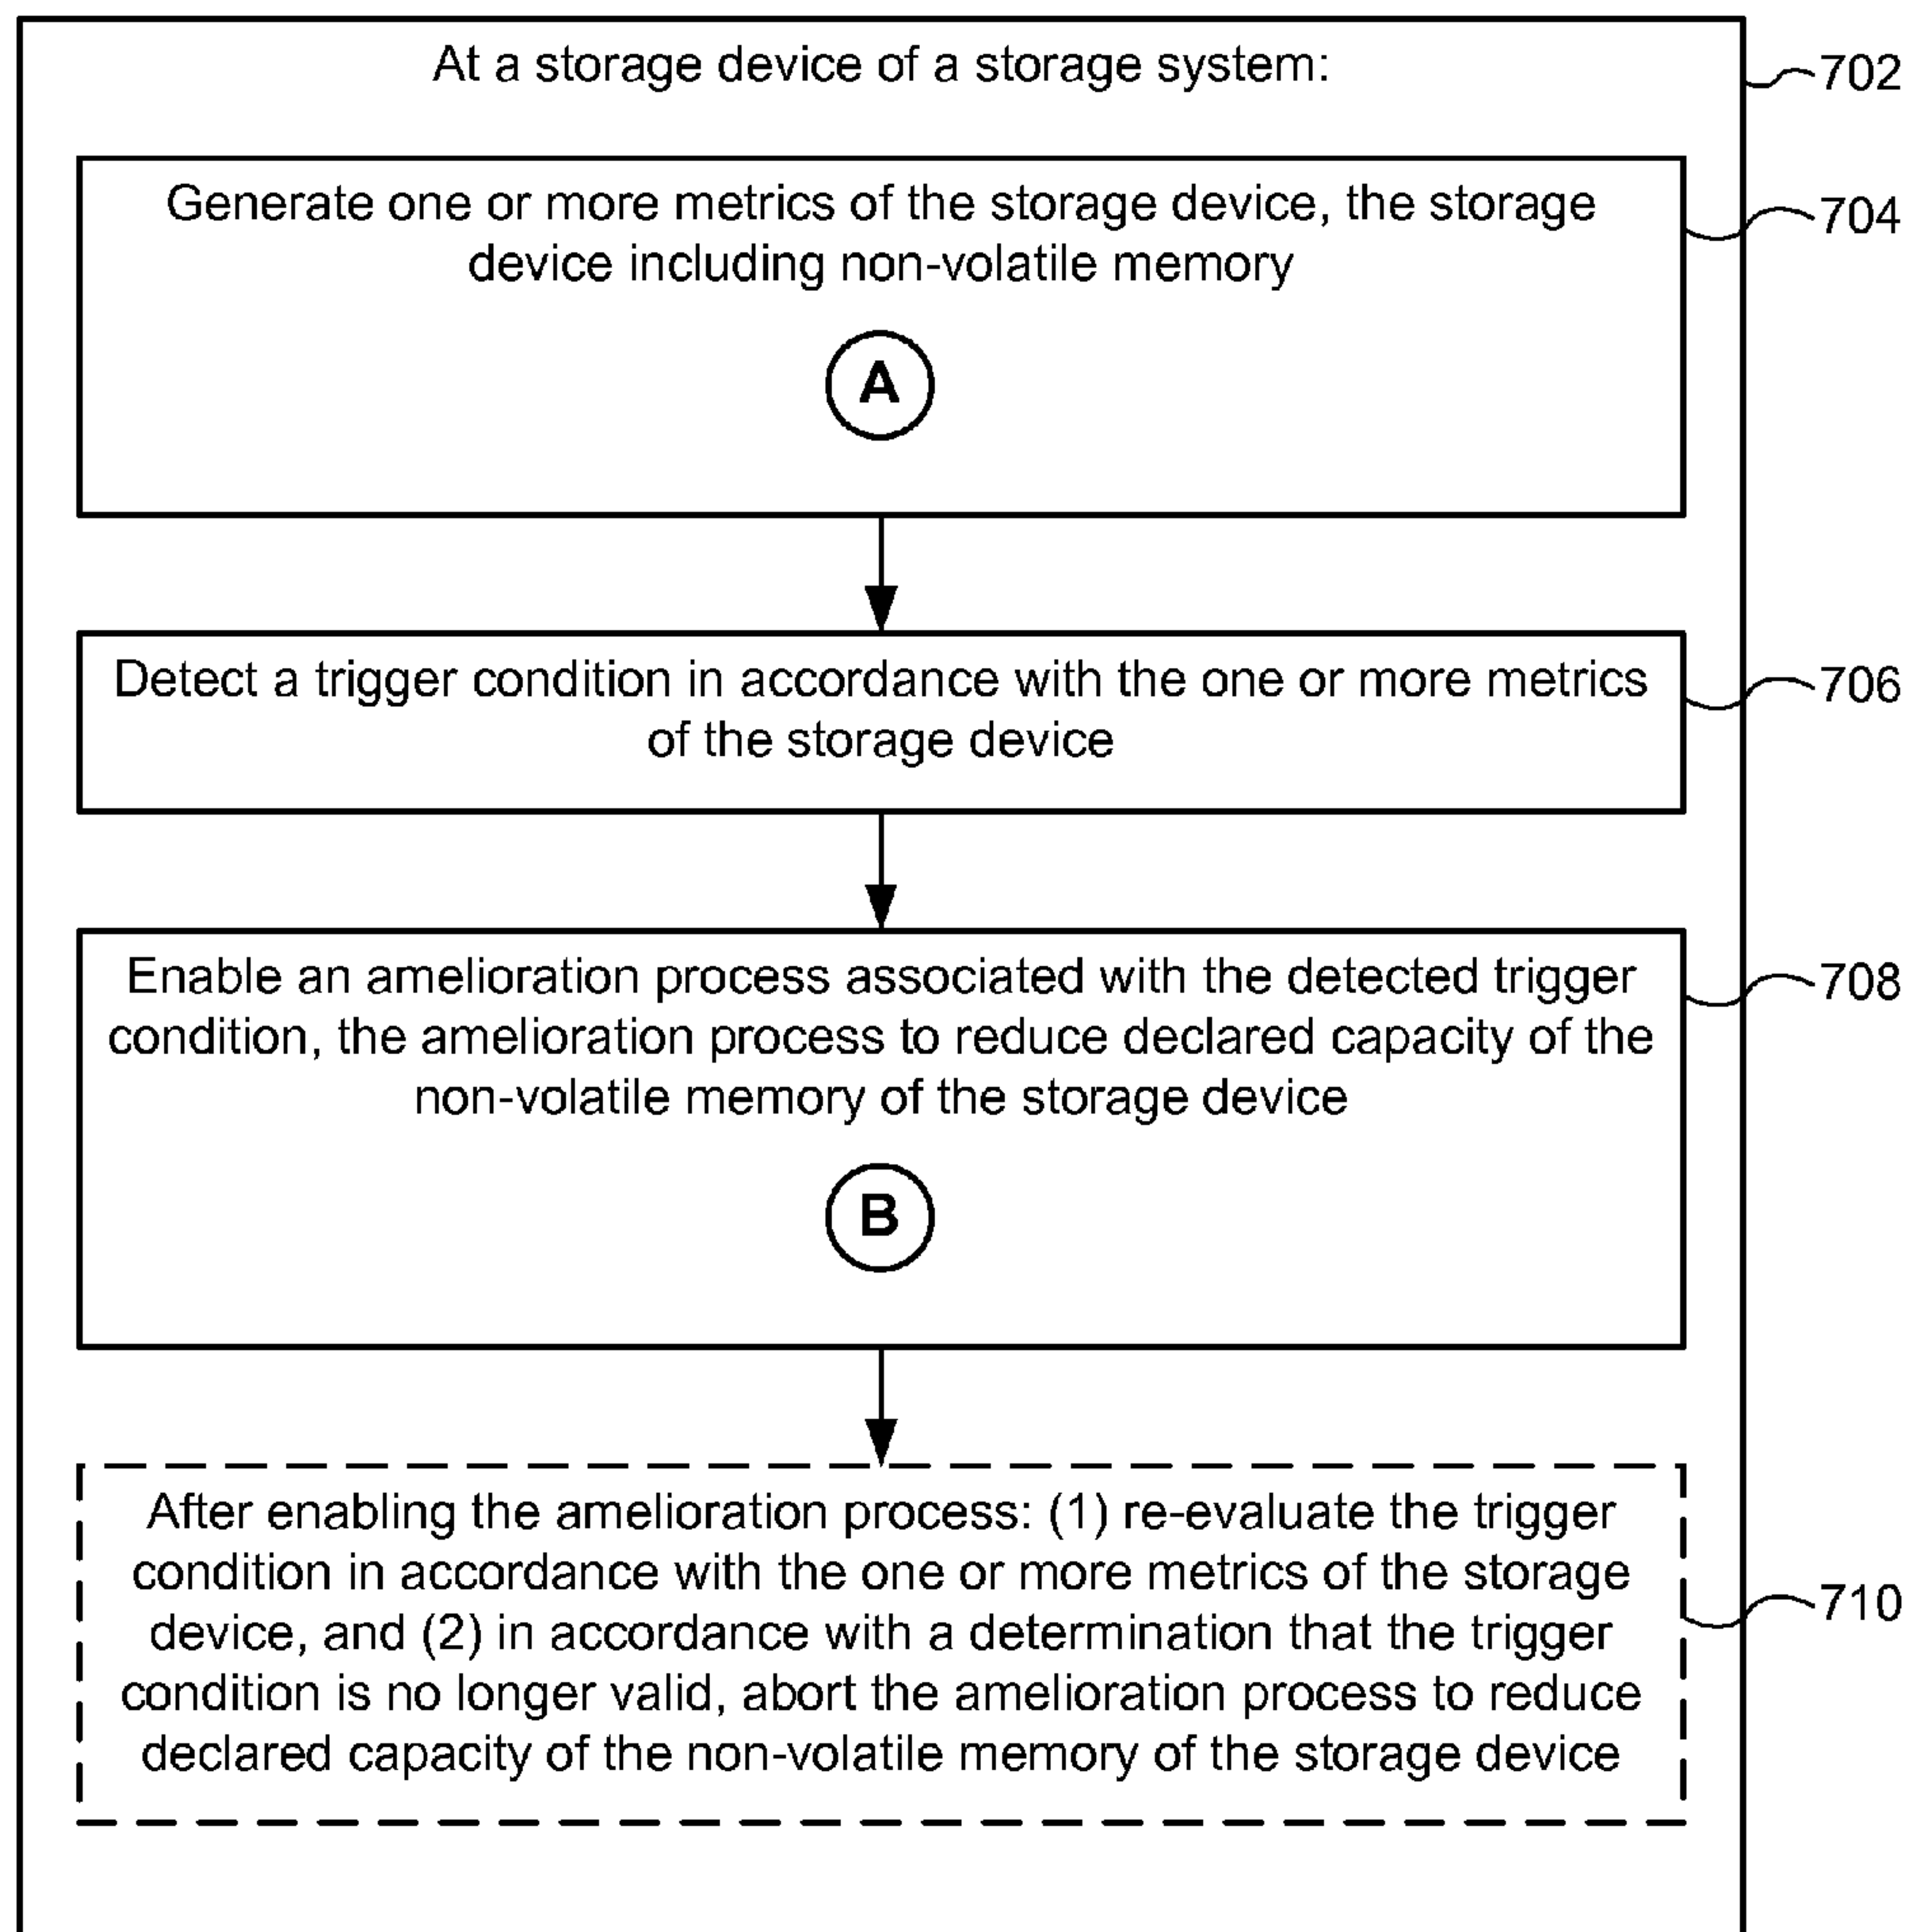 At a storage device of a storage system:
702
Generate one or more metrics of the storage device, the storage
device including non-volatile memory
704
A
Detect a trigger condition in accordance with the one or more metrics
of the storage device
706
Enable an amelioration process associated with the detected trigger
condition, the amelioration process to reduce declared capacity of the
non-volatile memory of the storage device
708
B
After enabling the amelioration process: (1) re-evaluate the trigger
condition in accordance with the one or more metrics of the storage
device, and (2) in accordance with a determination that the trigger
condition is no longer valid, abort the amelioration process to reduce
declared capacity of the non-volatile memory of the storage device
710